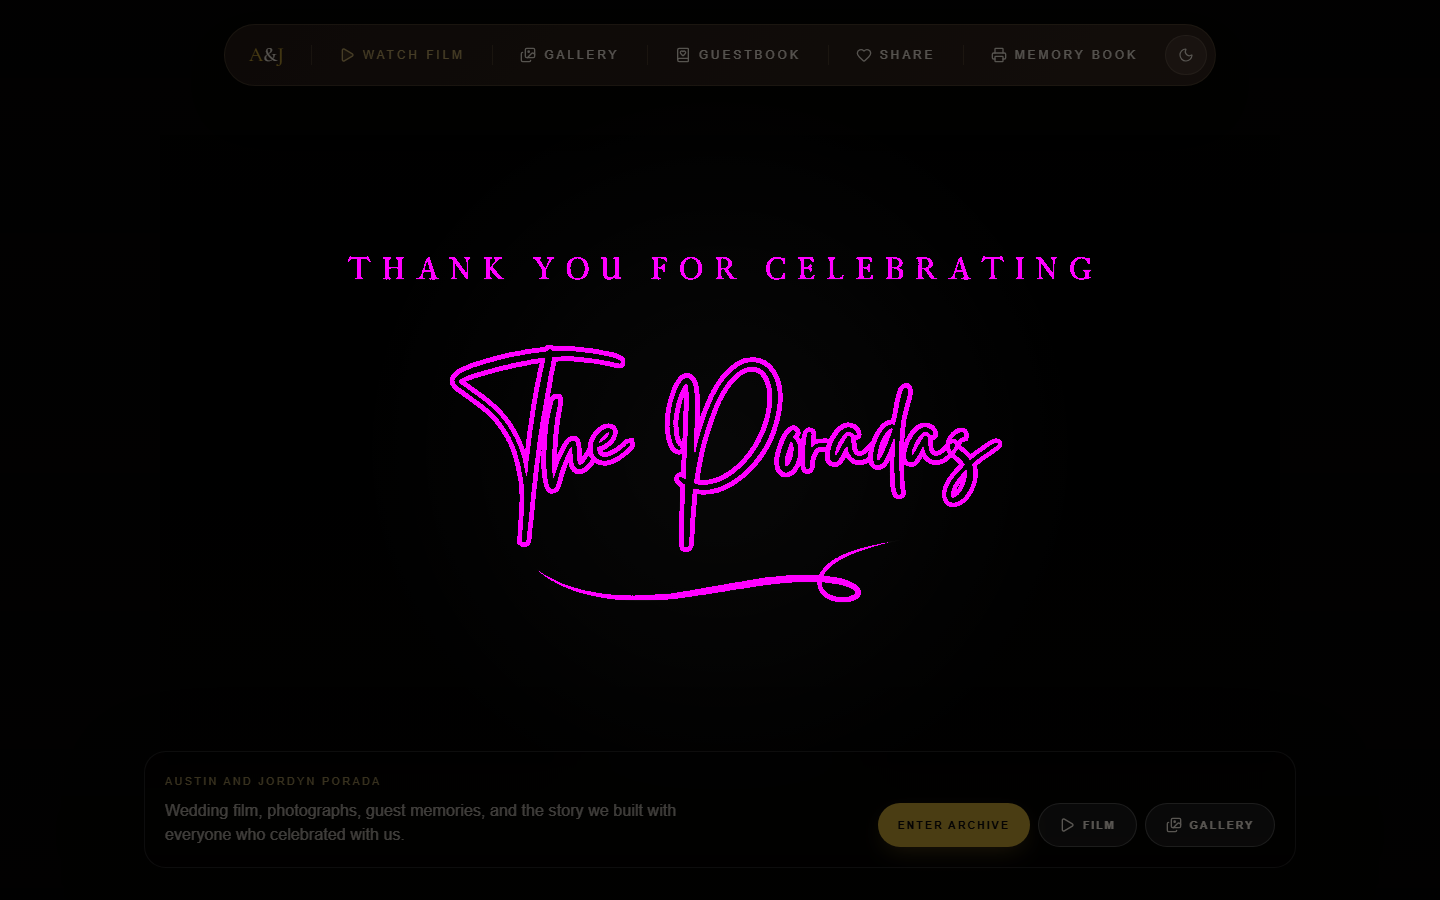 A&J
WATCH FILM
GALLERY
GUESTBOOK
SHARE
MEMORY BOOK
THANK YOU FOR CELEBRATING
The Poradas
AUSTIN AND JORDYN PORADA
Wedding film, photographs, guest memories, and the story we built with
everyone who celebrated with us.
ENTER ARCHIVE
FILM
GALLERY